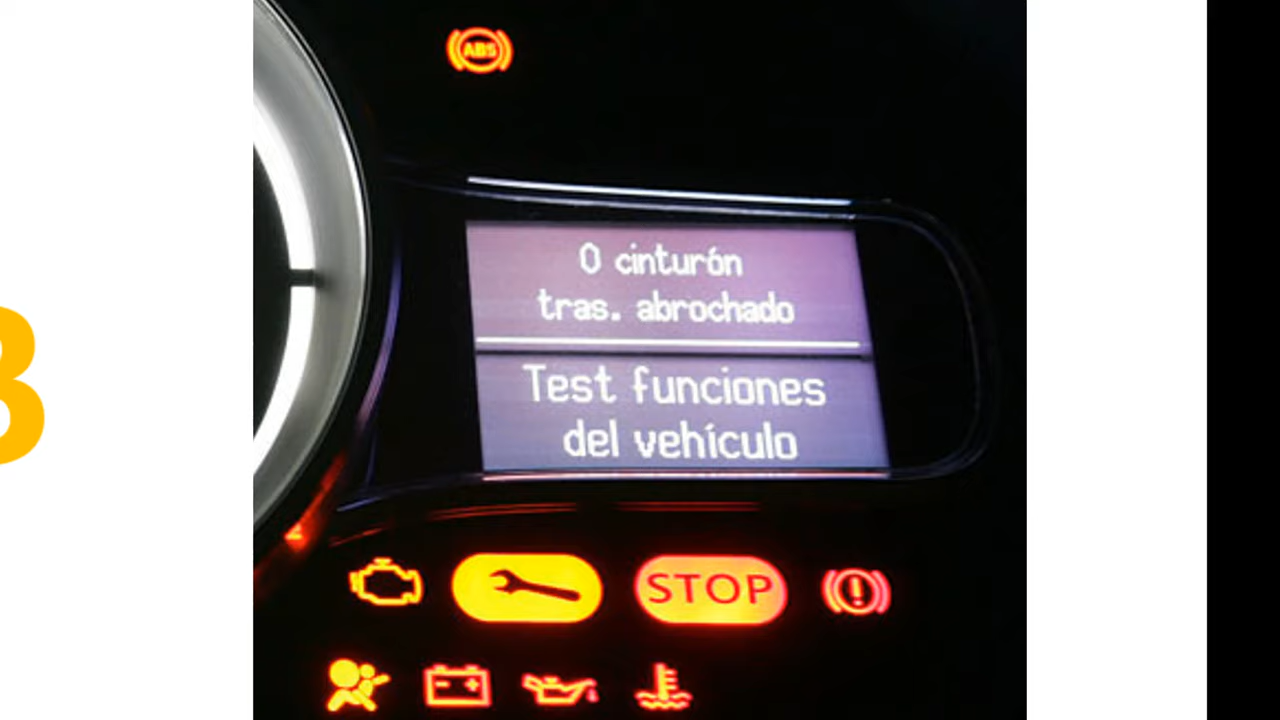 ABS
0 cinturón
tras. abrochado
Test funciones
del vehículo
STOP